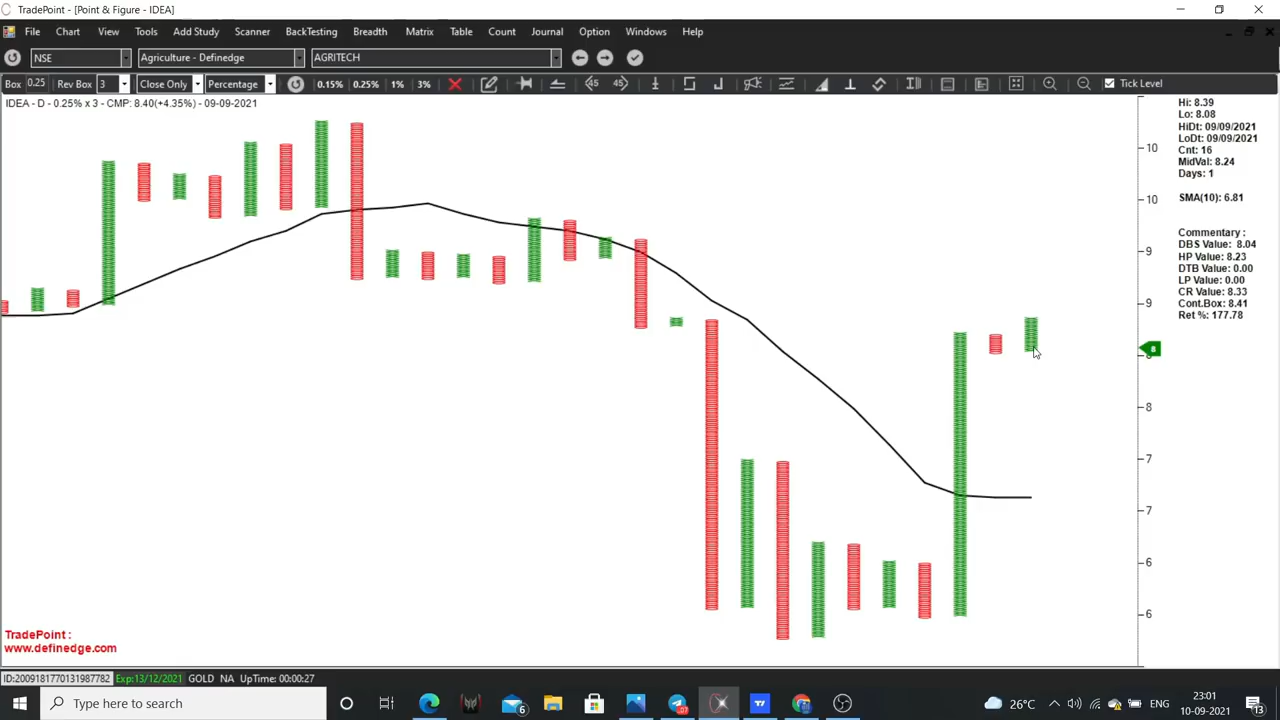 TradePoint - [Point & Figure - IDEA]
File Chart View Tools Add Study Scanner BackTesting Breadth Matrix Table Count Journal Option Windows Help
NSE Agriculture - Definedge AGRITECH
Box 0.25 Rev Box 3 Close Only Percentage 0.15% 0.25% 1% 3% 45 45 Tick Level
IDEA - D - 0.25% x 3 - CMP: 8.40(+4.35%) - 09-09-2021
Hi: 8.39
Lo: 8.08
HiDt: 09/09/2021
LoDt: 09/09/2021
Cnt: 16
MidVal: 8.24
Days: 1
SMA(10): 6.81
Commentary :
DBS Value: 8.04
HP Value: 8.23
DTB Value: 0.00
LP Value: 0.00
CR Value: 8.33
Cont.Box: 8.41
Ret %: 177.78
10
10
9
9
8
8
7
7
6
6
TradePoint :
www.definedge.com
ID:2009181770131987782 Exp:13/12/2021 GOLD NA UpTime: 00:00:27
Type here to search
26°C ENG
23:01
10-09-2021